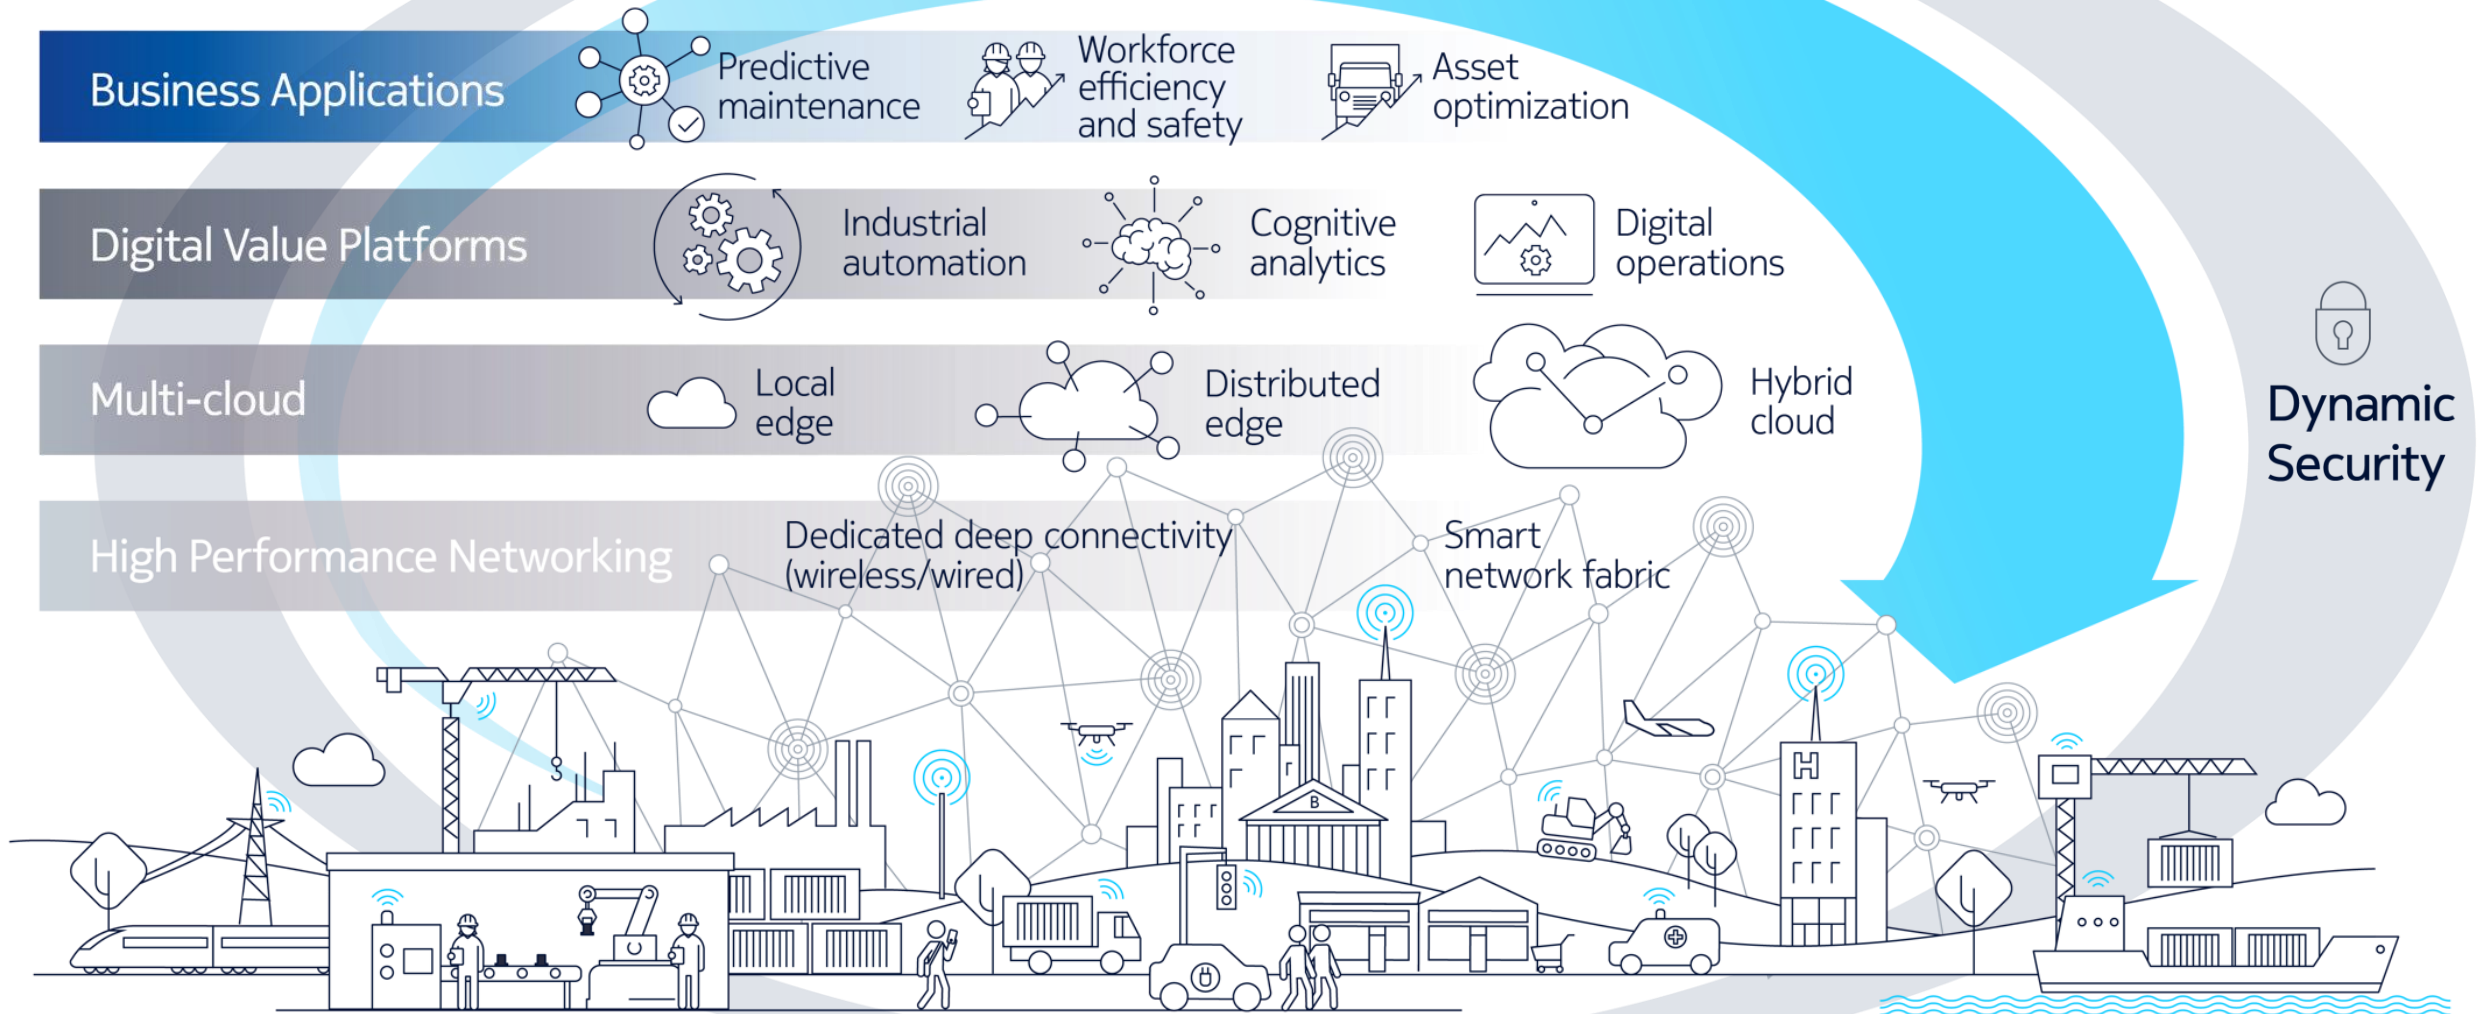 Business Applications
Predictive
maintenance
Workforce
efficiency
and safety
Asset
optimization
Digital Value Platforms
Industrial
automation
Cognitive
analytics
Digital
operations
Multi-cloud
Local
edge
Distributed
edge
Hybrid
cloud
Dynamic
Security
High Performance Networking
Dedicated deep connectivity
(wireless/wired)
Smart
network fabric
B
H